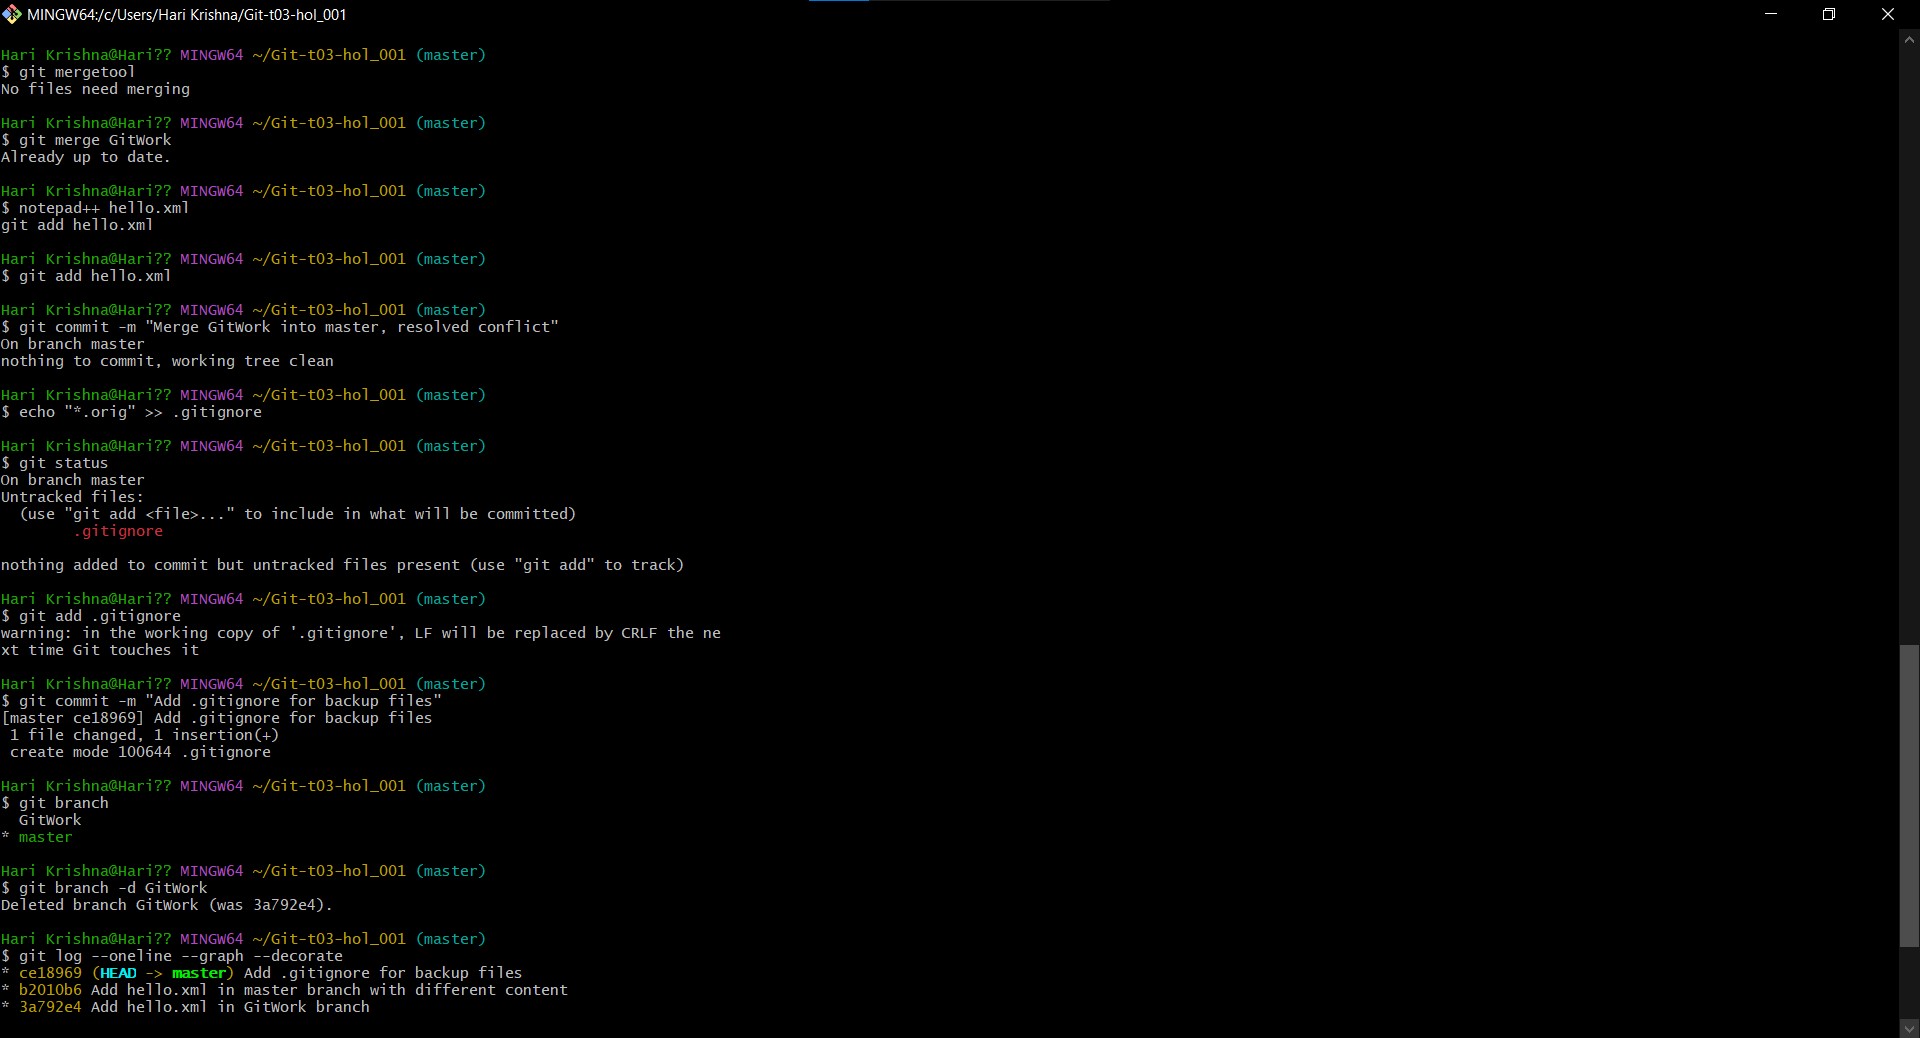 MINGW64:/c/Users/Hari Krishna/Git-t03-hol_001
Hari Krishna@Hari?? MINGW64 ~/Git-t03-hol_001 (master)
$ git mergetool
No files need merging
Hari Krishna@Hari?? MINGW64 ~/Git-t03-hol_001 (master)
$ git merge GitWork
Already up to date.
Hari Krishna@Hari?? MINGW64 ~/Git-t03-hol_001 (master)
$ notepad++ hello.xml
git add hello.xml
Hari Krishna@Hari?? MINGW64 ~/Git-t03-hol_001 (master)
$ git add hello.xml
Hari Krishna@Hari?? MINGW64 ~/Git-t03-hol_001 (master)
$ git commit -m "Merge GitWork into master, resolved conflict"
On branch master
nothing to commit, working tree clean
Hari Krishna@Hari?? MINGW64 ~/Git-t03-hol_001 (master)
$ echo "*.orig" >> .gitignore
Hari Krishna@Hari?? MINGW64 ~/Git-t03-hol_001 (master)
$ git status
On branch master
Untracked files:
  (use "git add <file>..." to include in what will be committed)
        .gitignore
nothing added to commit but untracked files present (use "git add" to track)
Hari Krishna@Hari?? MINGW64 ~/Git-t03-hol_001 (master)
$ git add .gitignore
warning: in the working copy of '.gitignore', LF will be replaced by CRLF the ne
xt time Git touches it
Hari Krishna@Hari?? MINGW64 ~/Git-t03-hol_001 (master)
$ git commit -m "Add .gitignore for backup files"
[master ce18969] Add .gitignore for backup files
 1 file changed, 1 insertion(+)
 create mode 100644 .gitignore
Hari Krishna@Hari?? MINGW64 ~/Git-t03-hol_001 (master)
$ git branch
  GitWork
* master
Hari Krishna@Hari?? MINGW64 ~/Git-t03-hol_001 (master)
$ git branch -d GitWork
Deleted branch GitWork (was 3a792e4).
Hari Krishna@Hari?? MINGW64 ~/Git-t03-hol_001 (master)
$ git log --oneline --graph --decorate
* ce18969 (HEAD -> master) Add .gitignore for backup files
* b2010b6 Add hello.xml in master branch with different content
* 3a792e4 Add hello.xml in GitWork branch